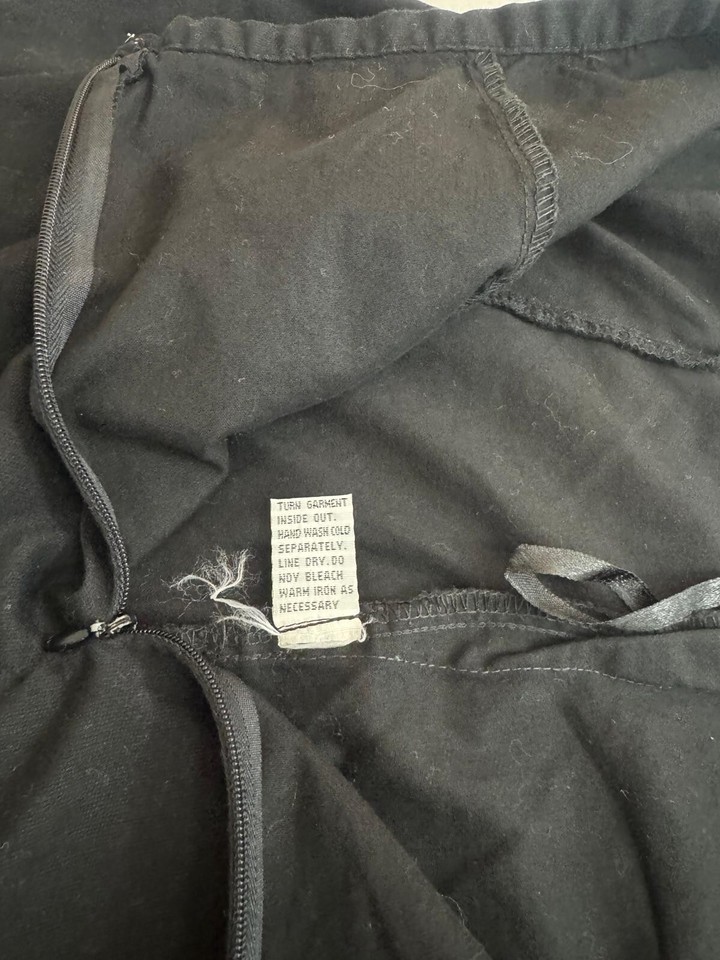 TURN GARMENT
INSIDE OUT.
HAND WASH COLD
SEPARATELY.
LINE DRY.DO
NOY BLEACH
WARM IRON AS
NECESSARY